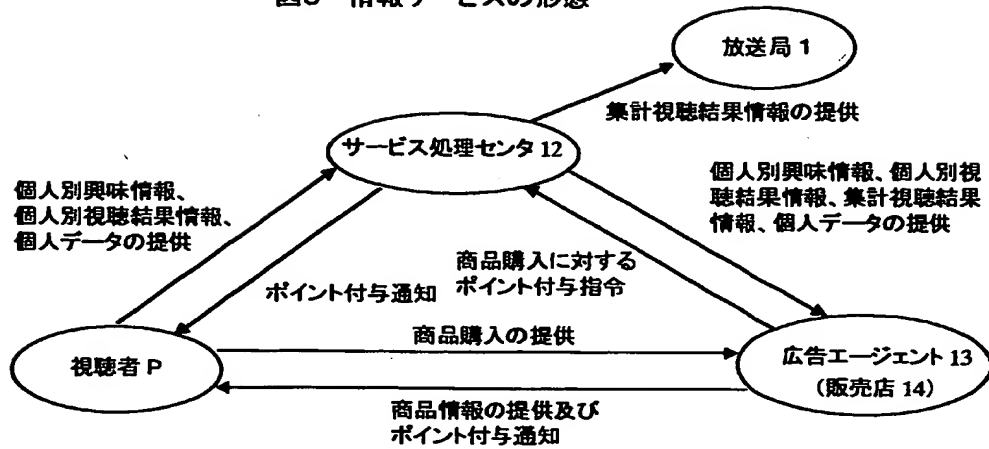 図5 情報サービスの形態
放送局 1
集計視聴結果情報の提供
サービス処理センタ 12
個人別興味情報、個人別視
聴結果情報、集計視聴結果
情報、個人データの提供
個人別興味情報、
個人別視聴結果情報、
個人データの提供
商品購入に対する
ポイント付与指令
ポイント付与通知
商品購入の提供
視聴者 P
広告エージェント 13
(販売店 14)
商品情報の提供及び
ポイント付与通知